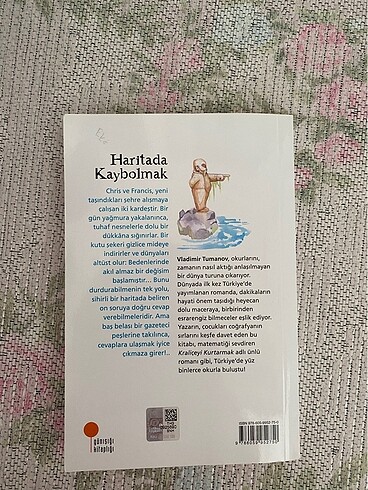 Haritada
Kaybolmak
Chris ve Francis, yeni
taşındıkları şehre alışmaya
çalışan iki kardeştir. Bir
gün yağmura yakalanınca,
tuhaf nesnelerle dolu bir
dükkâna sığınırlar. Bir
kutu şekeri gizlice mideye
indirirler ve dünyaları
altüst olur: Bedenlerinde
akıl almaz bir değişim
başlamıştır... Bunu
durdurabilmenin tek yolu,
sihirli bir haritada beliren
on soruya doğru cevap
verebilmeleridir. Ama
baş belası bir gazeteci
peşlerine takılınca,
cevaplara ulaşmak iyice
çıkmaza girer!..
Vladimir Tumanov, okurlarını,
zamanın nasıl aktığı anlaşılmayan
bir dünya turuna çıkarıyor.
Dünyada ilk kez Türkiye'de
yayımlanan romanda, dakikaların
hayati önem taşıdığı heyecan
dolu maceraya, birbirinden
esrarengiz bilmeceler eşlik ediyor.
Yazarın, çocukları coğrafyanın
sırlarını keşfe davet eden bu
kitabı, matematiği sevdiren
Kraliçeyi Kurtarmak adlı ünlü
romanı gibi, Türkiye'de yüz
binlerce okurla buluştu!
günışığı
kitaplığı